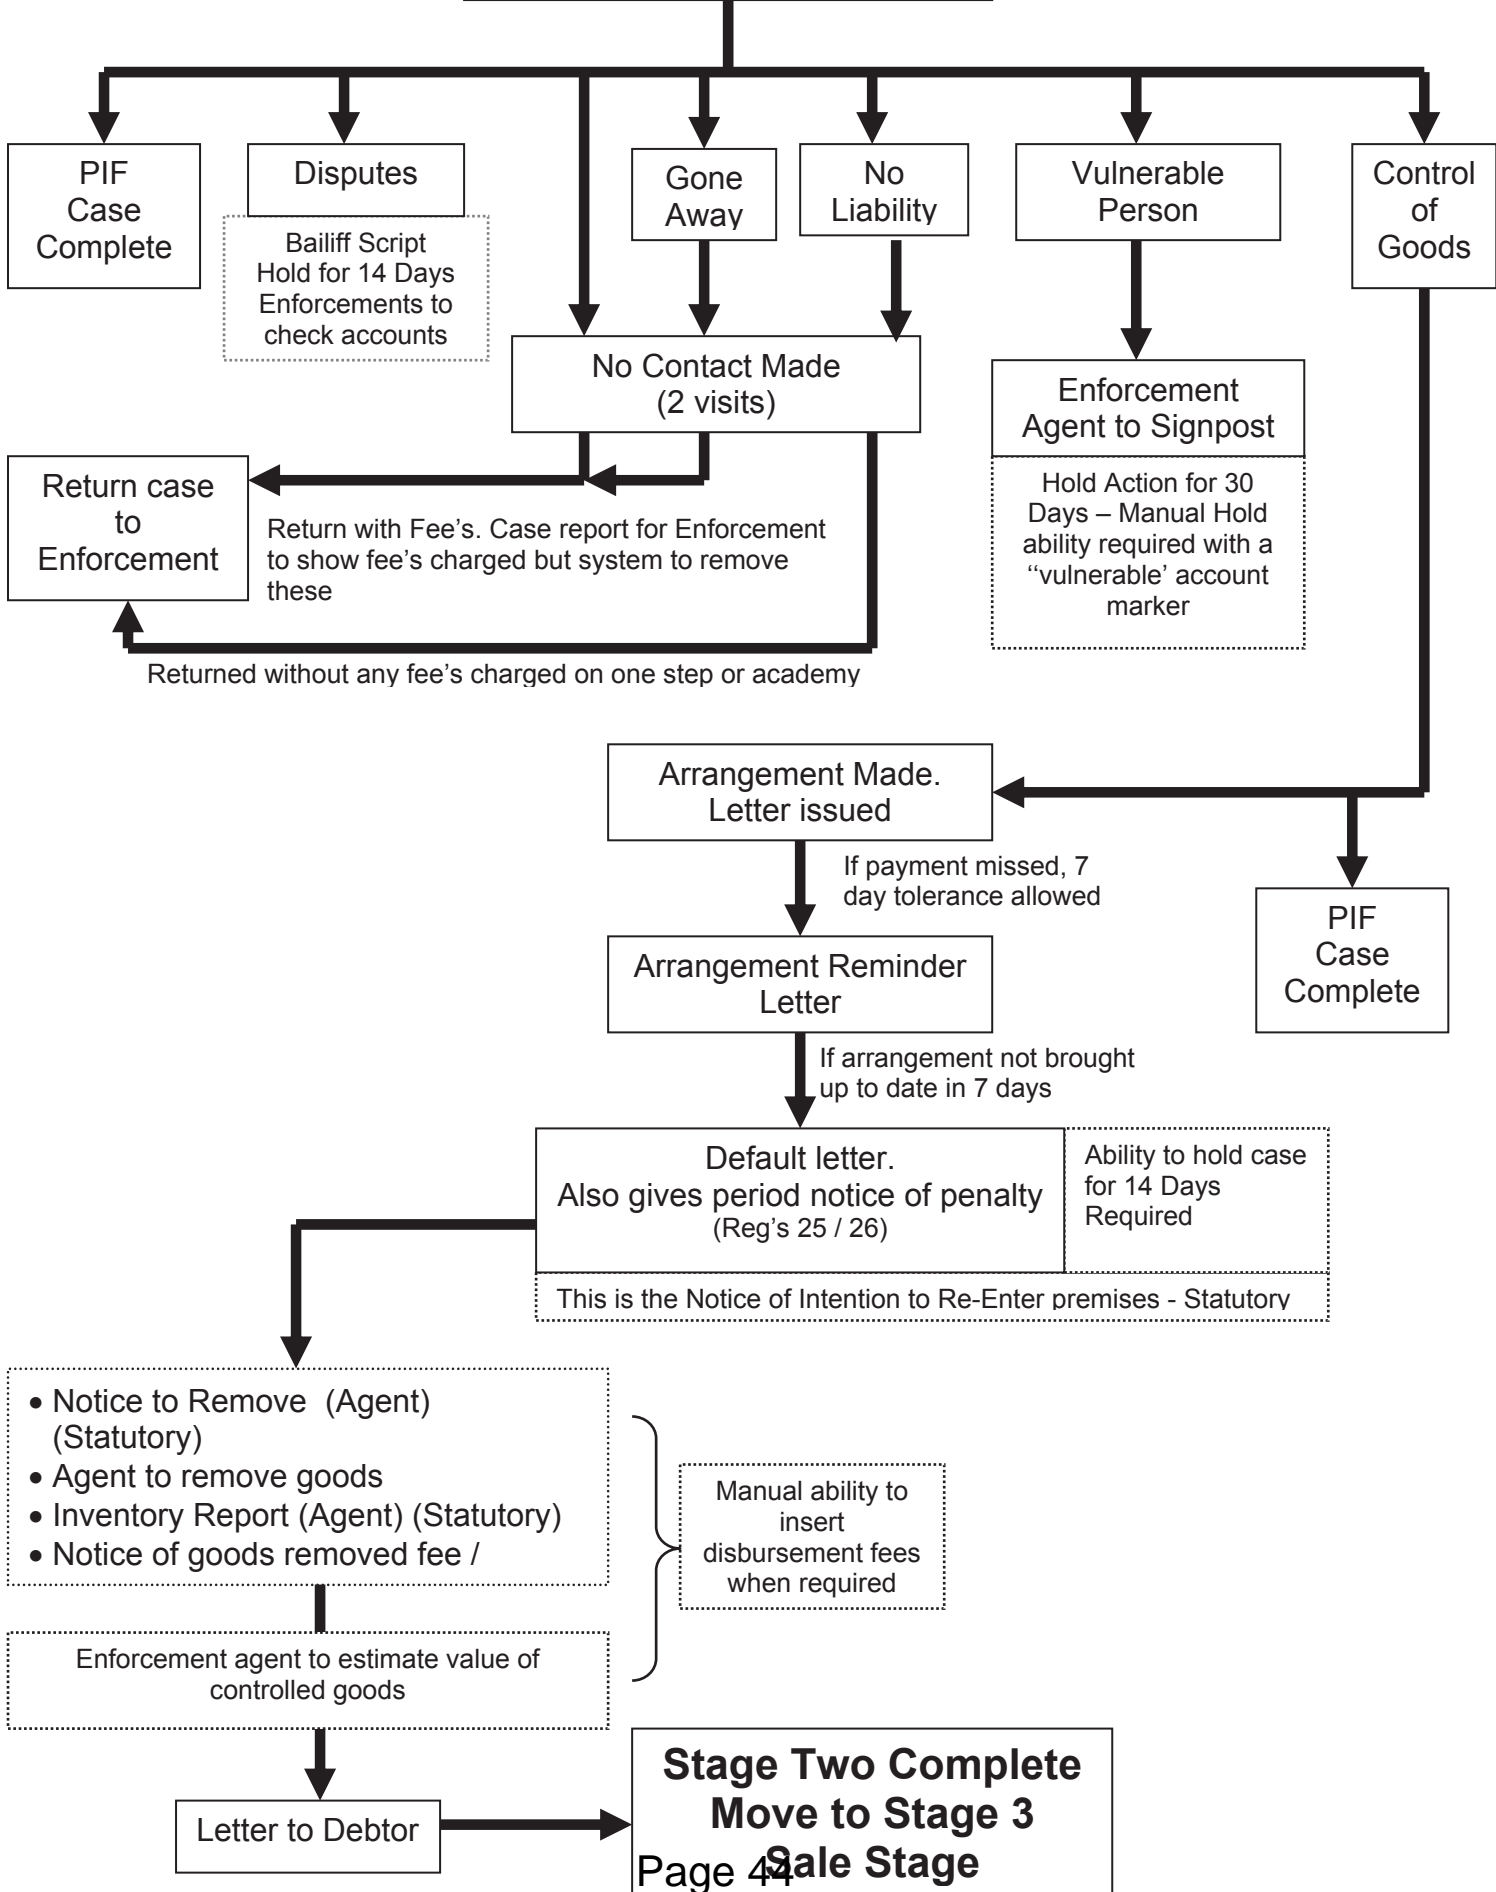 PIF
Case
Complete
Disputes
Bailiff Script
Hold for 14 Days
Enforcements to
check accounts
Gone
Away
No
Liability
Vulnerable
Person
Control
of
Goods
No Contact Made
(2 visits)
Enforcement
Agent to Signpost
Hold Action for 30
Days – Manual Hold
ability required with a
‘‘vulnerable’ account
marker
Return case
to
Enforcement
Return with Fee’s. Case report for Enforcement
to show fee’s charged but system to remove
these
Returned without any fee’s charged on one step or academy
Arrangement Made.
Letter issued
If payment missed, 7
day tolerance allowed
PIF
Case
Complete
Arrangement Reminder
Letter
If arrangement not brought
up to date in 7 days
Default letter.
Also gives period notice of penalty
(Reg’s 25 / 26)
Ability to hold case
for 14 Days
Required
This is the Notice of Intention to Re-Enter premises - Statutory
• Notice to Remove (Agent)
(Statutory)
• Agent to remove goods
• Inventory Report (Agent) (Statutory)
• Notice of goods removed fee /
Manual ability to
insert
disbursement fees
when required
Enforcement agent to estimate value of
controlled goods
Letter to Debtor
Stage Two Complete
Move to Stage 3
Sale Stage
Page 44